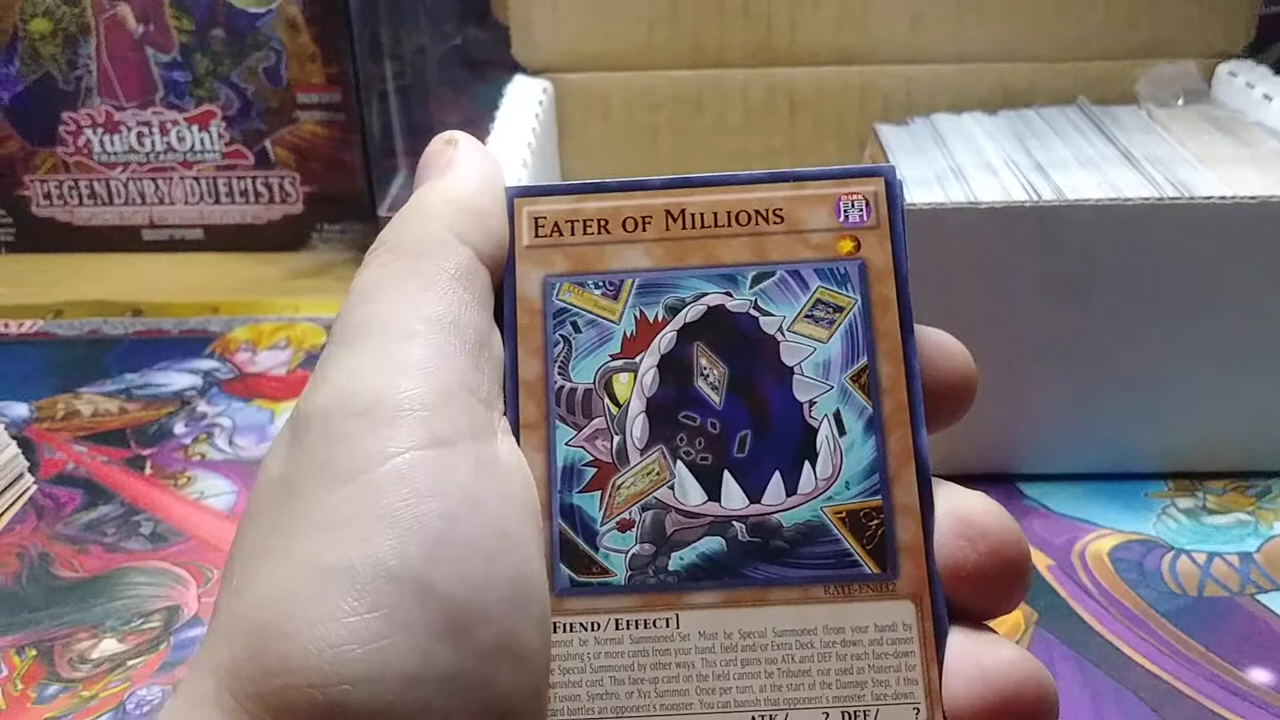 Yu-Gi-Oh!
TRADING CARD GAME
LEGENDARY DUELISTS
EATER OF MILLIONS
DARK
闇
RATE-EN032
FIEND/EFFECT]
annot be Normal Summoned/Set. Must be Special Summoned (from your hand) by
anishing 5 or more cards from your hand, field and/or Extra Deck, face-down, and cannot
e Special Summoned by other ways. This card gains 100 ATK and DEF for each face-down
anished card. This face-up card on the field cannot be Tributed, nor used as Material for
Fusion, Synchro, or Xyz Summon. Once per turn, at the start of the Damage Step, if this
ard battles an opponent's monster: You can banish that opponent's monster, face-down.
ATK/ ? DEF/ ?